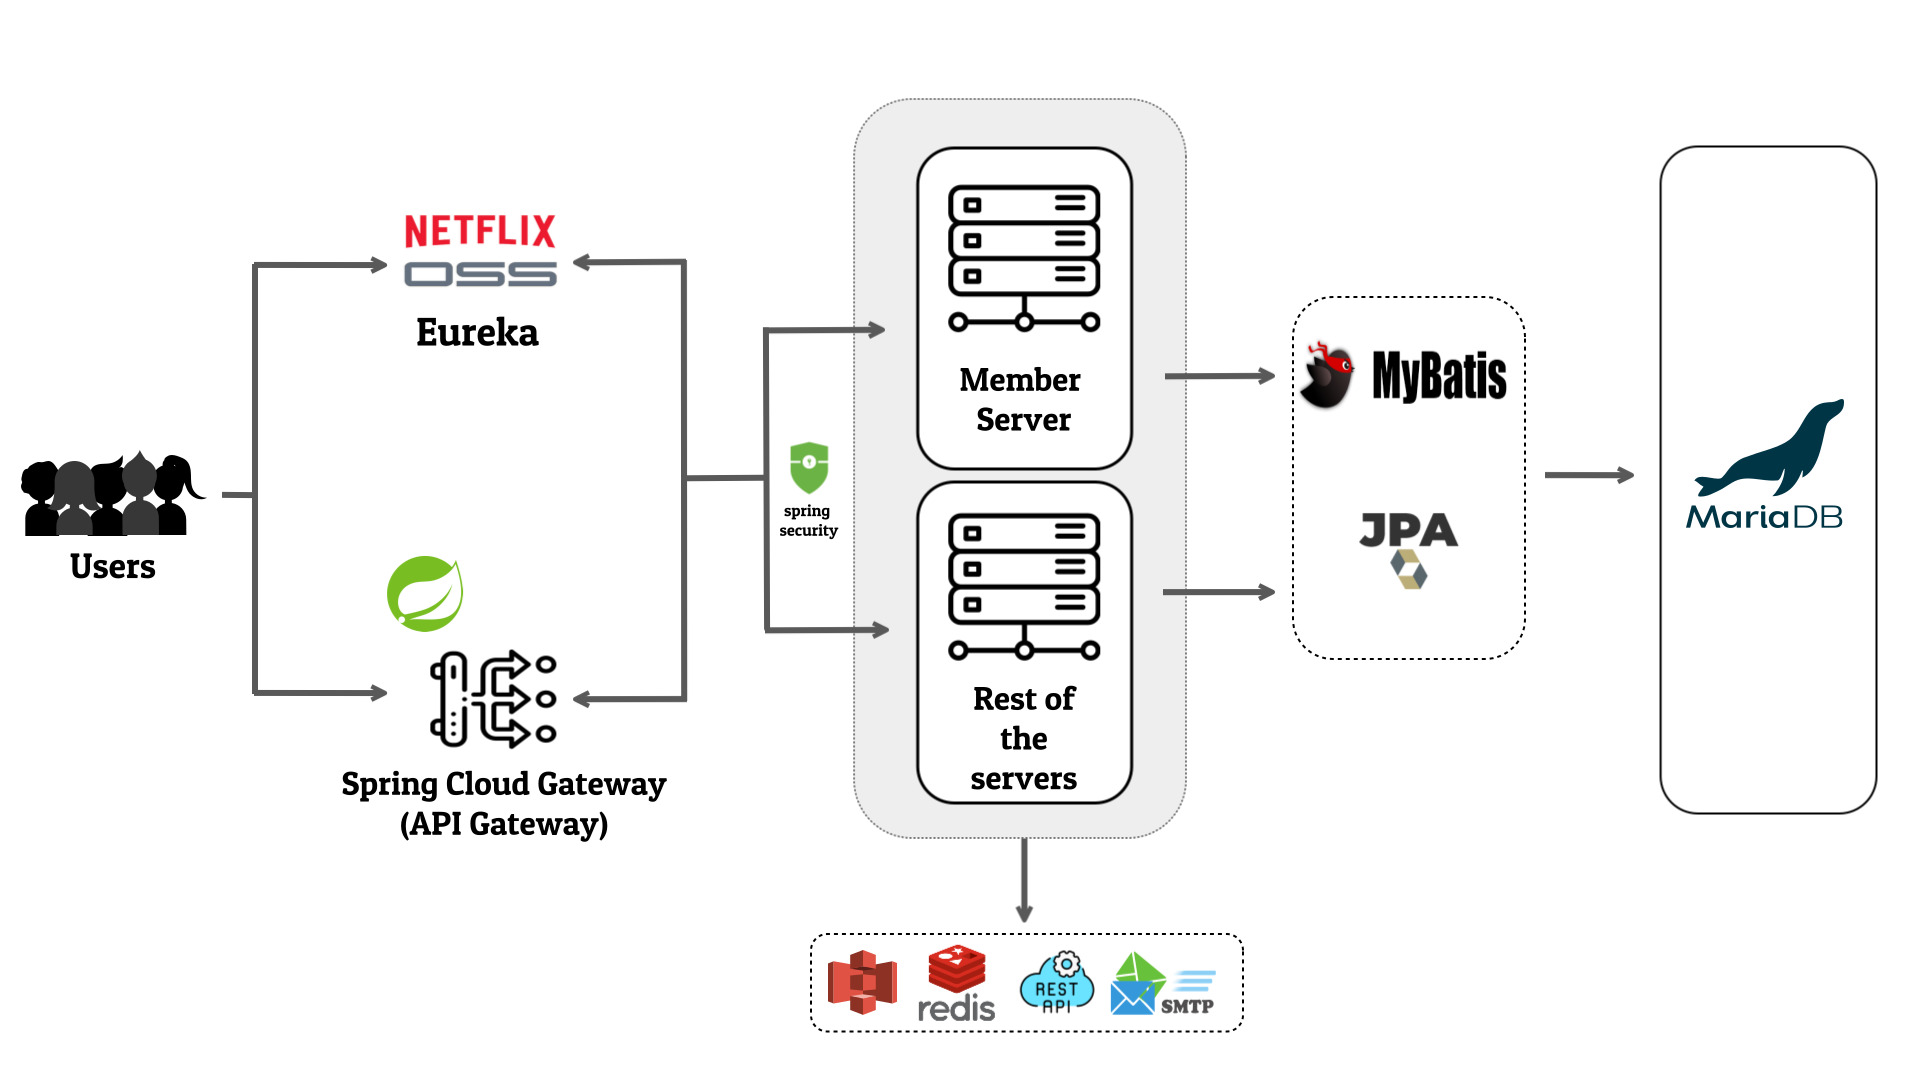 NETFLIX
OSS
Eureka
Users
Spring Cloud Gateway
(API Gateway)
spring
security
Member
Server
Rest of
the
servers
MyBatis
JPA
MariaDB
redis
REST
API
SMTP